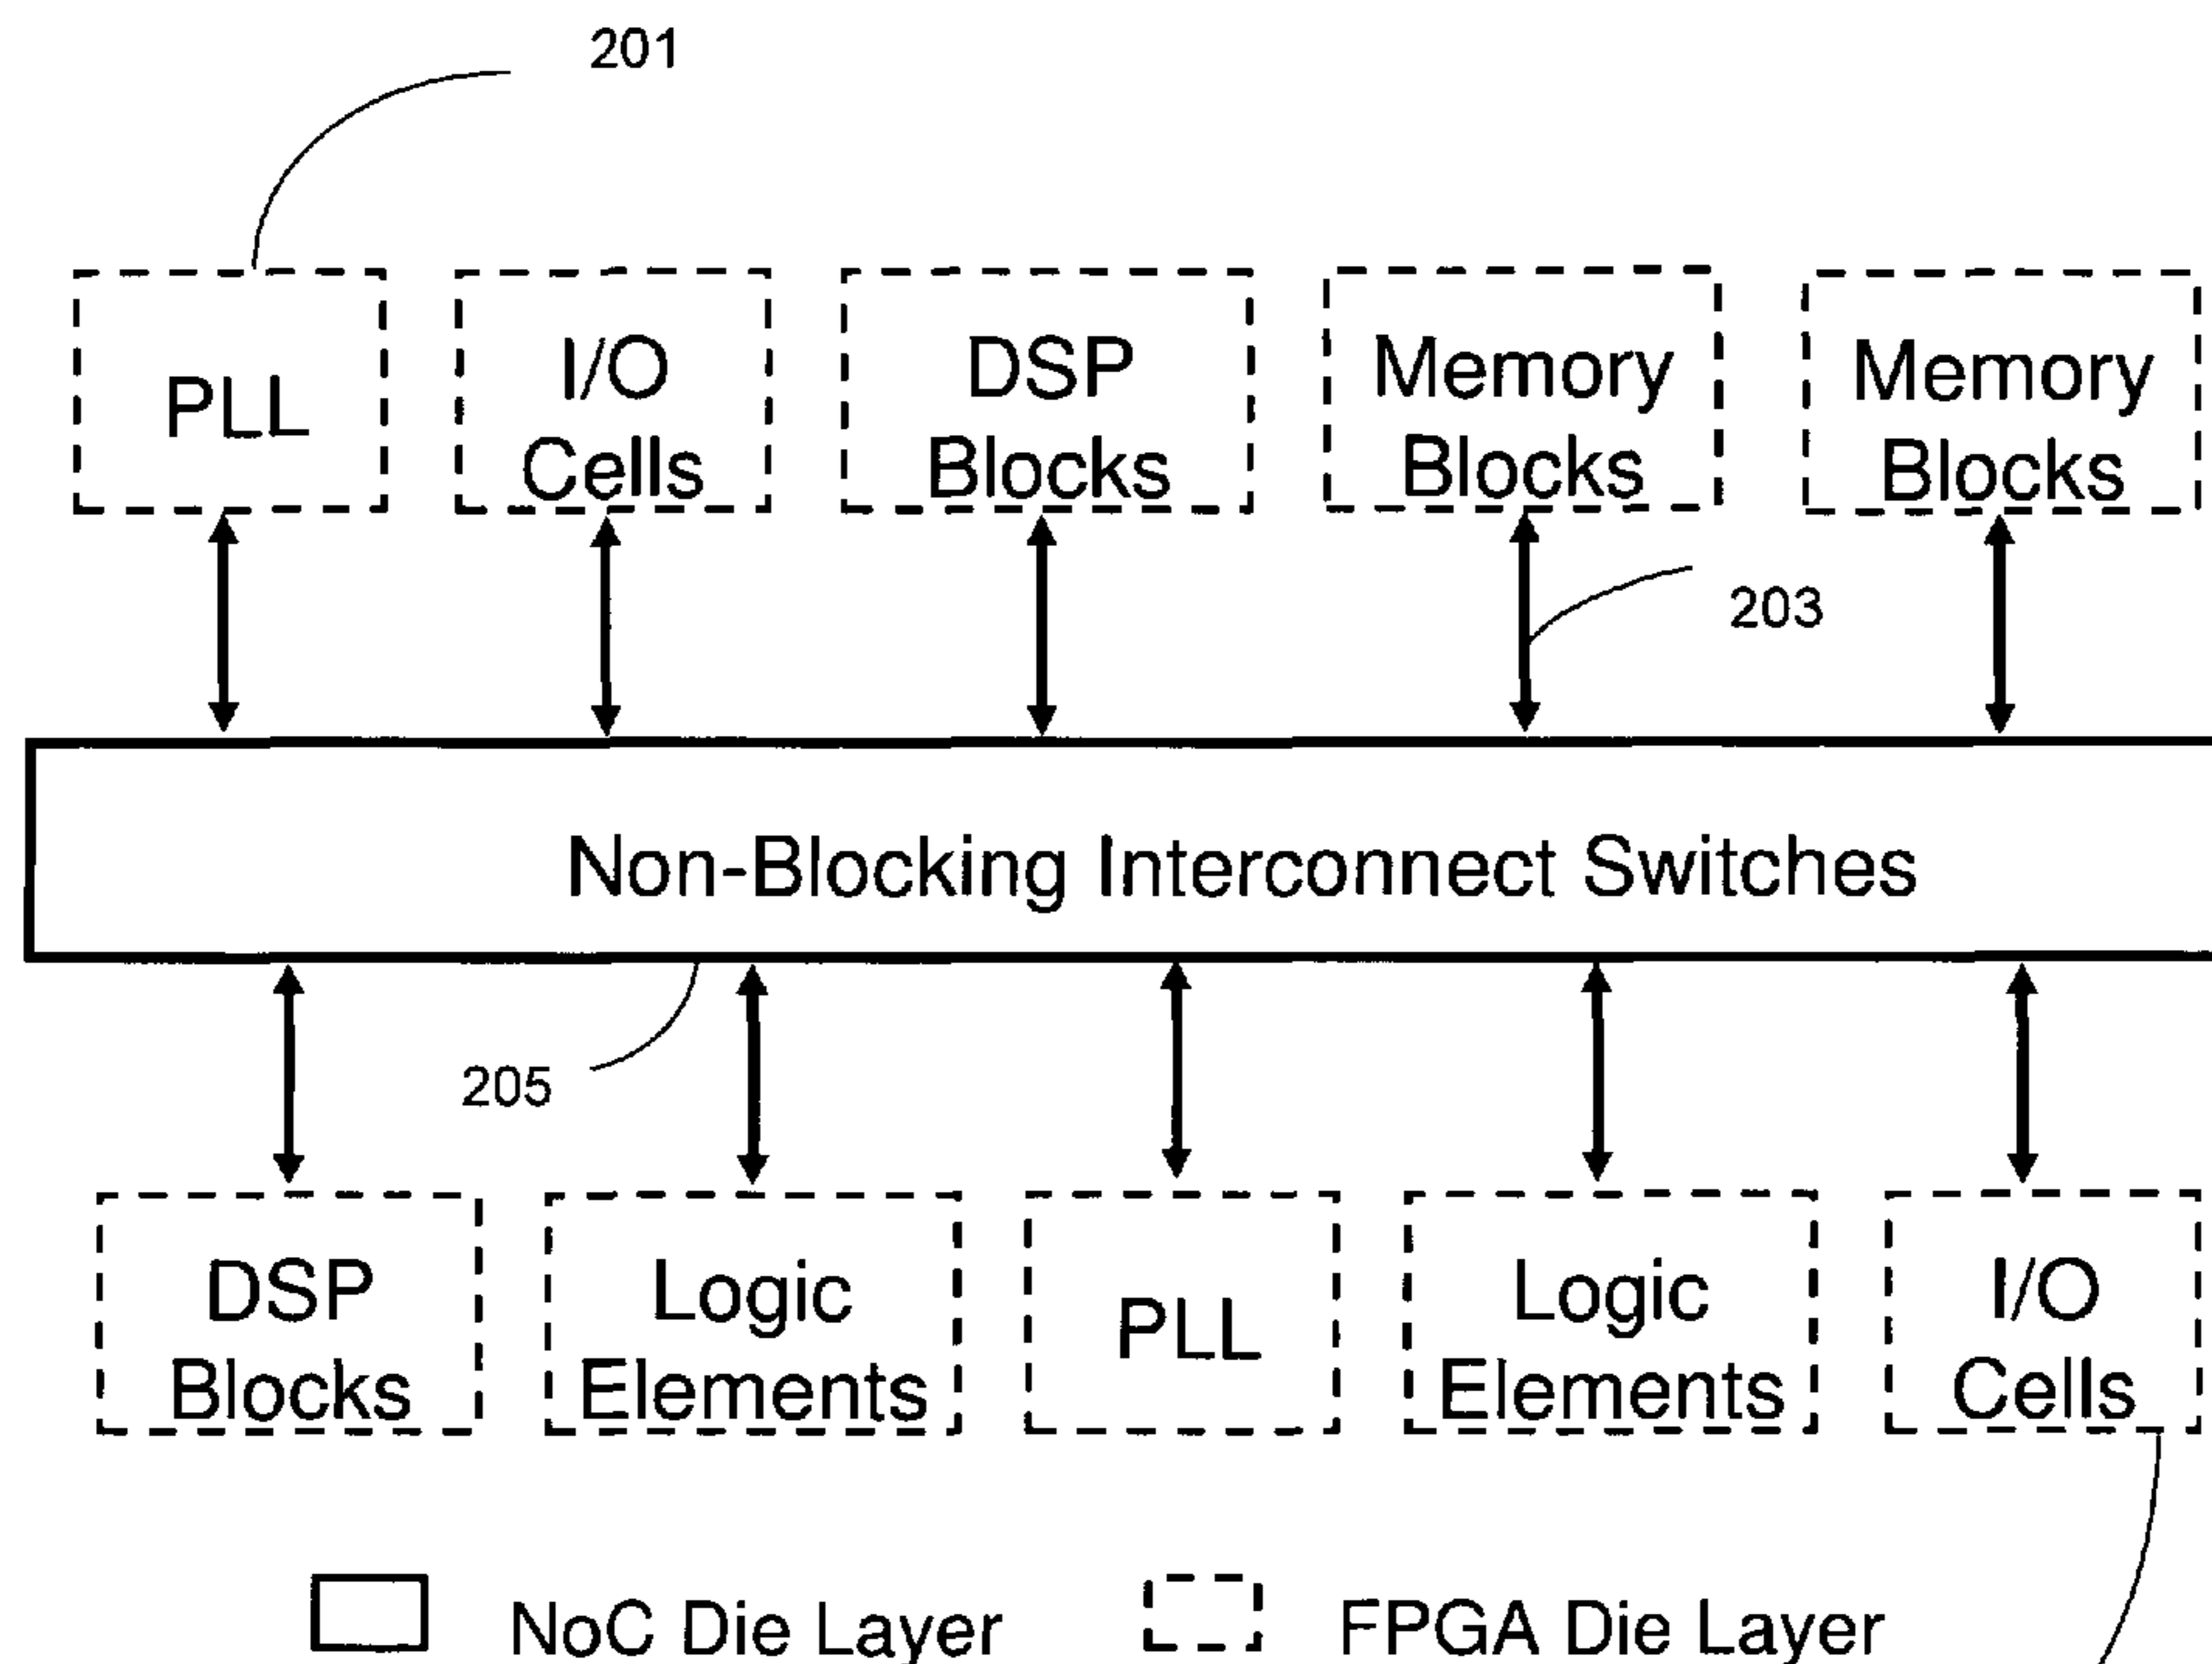 201
PLL
I/O
Cells
DSP
Blocks
Memory
Blocks
Memory
Blocks
203
Non-Blocking Interconnect Switches
205
DSP
Blocks
Logic
Elements
PLL
Logic
Elements
I/O
Cells
NoC Die Layer
FPGA Die Layer